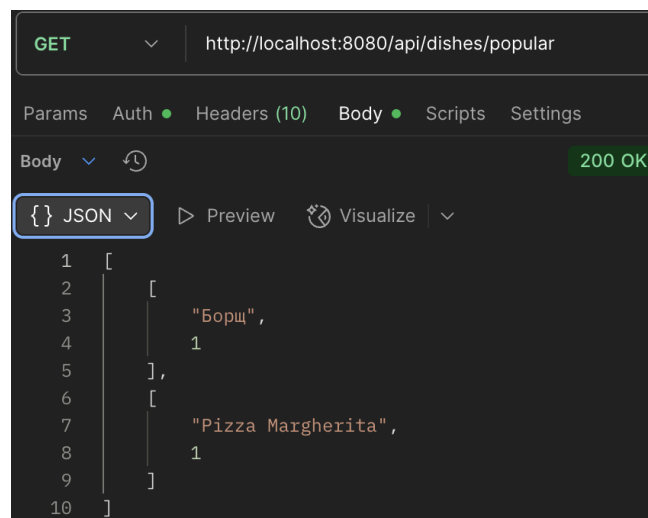 GET http://localhost:8080/api/dishes/popular
Params Auth Headers (10) Body Scripts Settings
Body 200 OK
{} JSON Preview Visualize
1 [
2 [
3 "Борщ",
4 1
5 ],
6 [
7 "Pizza Margherita",
8 1
9 ]
10 ]